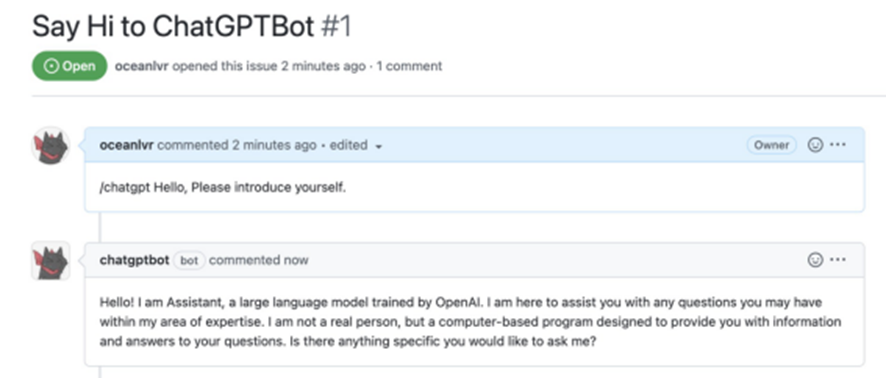 Say Hi to ChatGPTBot #1
Open oceanlvr opened this issue 2 minutes ago · 1 comment
oceanlvr commented 2 minutes ago • edited Owner
/chatgpt Hello, Please introduce yourself.
chatgptbot bot commented now
Hello! I am Assistant, a large language model trained by OpenAI. I am here to assist you with any questions you may have
within my area of expertise. I am not a real person, but a computer-based program designed to provide you with information
and answers to your questions. Is there anything specific you would like to ask me?